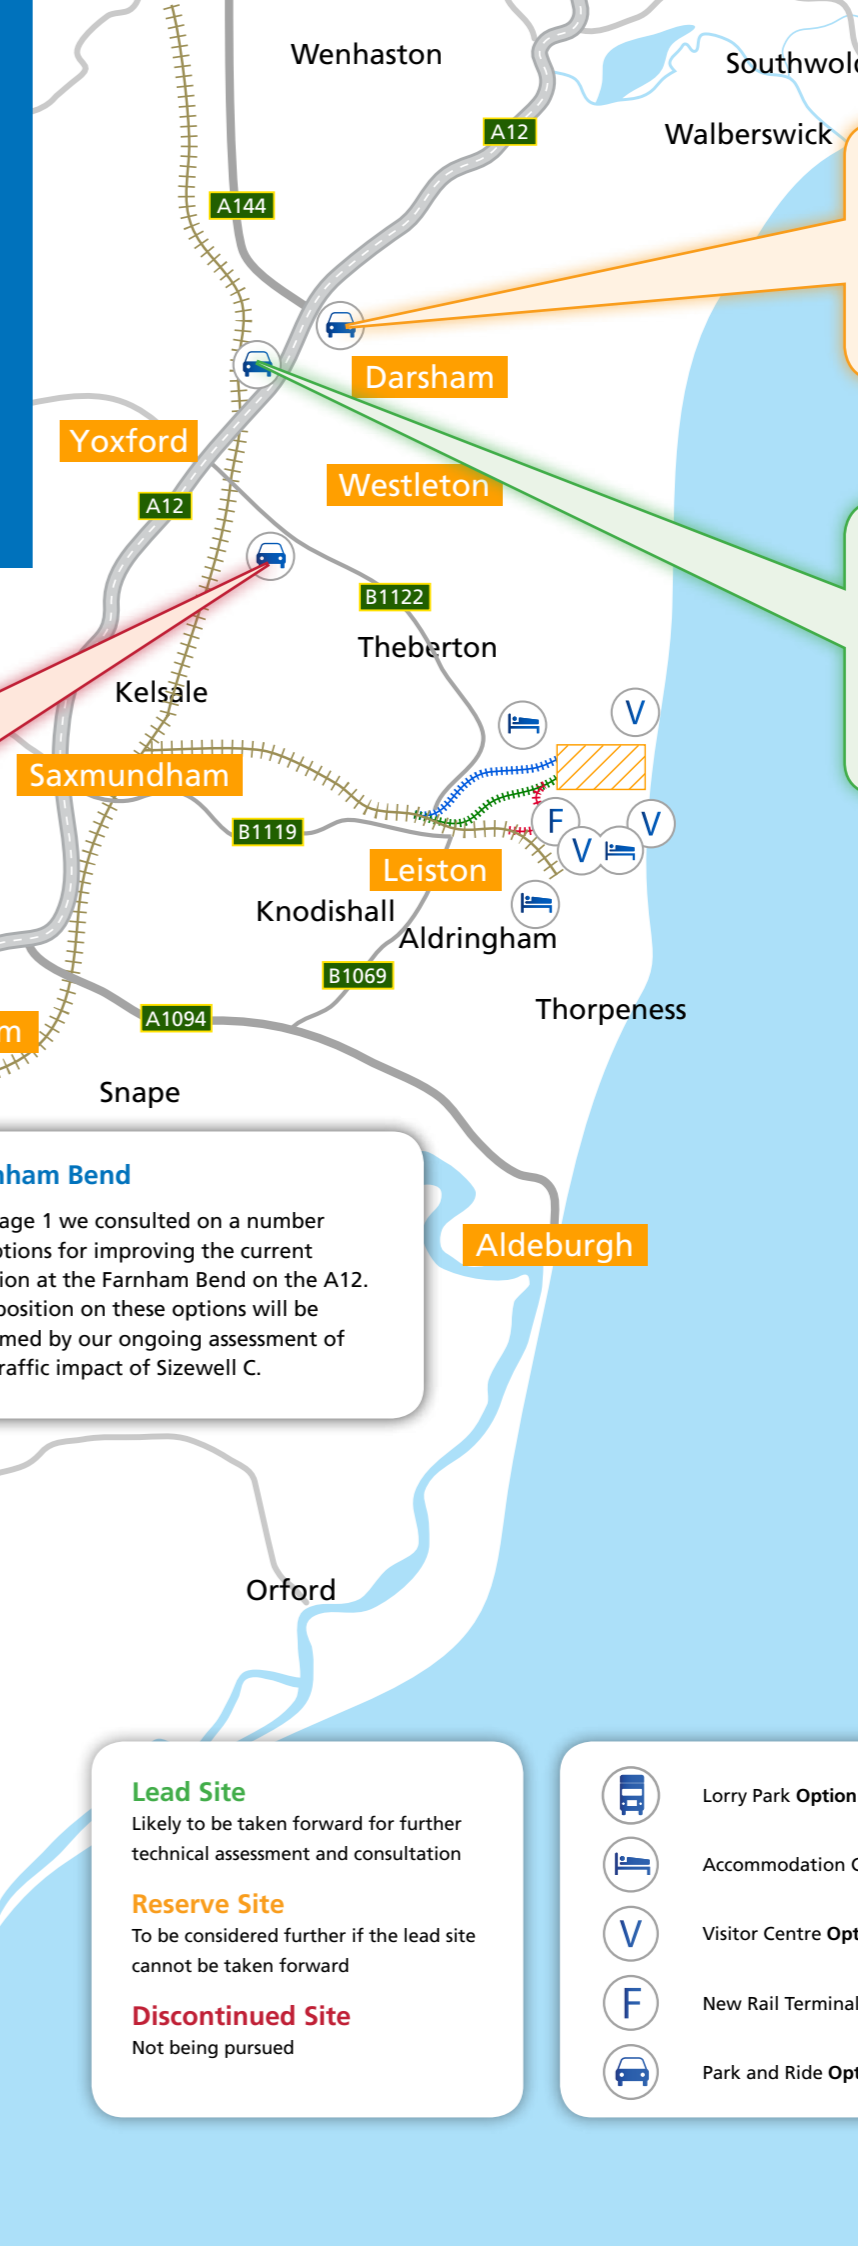 Wenhaston
Southwol
A12
Walberswick
A144
Darsham
Yoxford
Westleton
A12
B1122
Theberton
Kelsale
V
Saxmundham
F
V
B1119
V
Leiston
Knodishall
Aldringham
B1069
Thorpeness
A1094
m
Snape
nham Bend
age 1 we consulted on a number
ptions for improving the current
ion at the Farnham Bend on the A12.
position on these options will be
med by our ongoing assessment of
raffic impact of Sizewell C.
Aldeburgh
Orford
Lead Site
Likely to be taken forward for further
technical assessment and consultation
Reserve Site
To be considered further if the lead site
cannot be taken forward
Discontinued Site
Not being pursued
Lorry Park Option
Accommodation
V
Visitor Centre Opt
F
New Rail Terminal
Park and Ride Opt